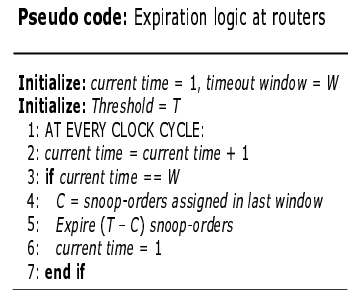 Pseudo code: Expiration logic at routers
Initialize: current time = 1, timeout window = W
Initialize: Threshold = T
1: AT EVERY CLOCK CYCLE:
2: current time = current time + 1
3: if current time == W
4: C = snoop-orders assigned in last window
5: Expire (T – C) snoop-orders
6: current time = 1
7: end if